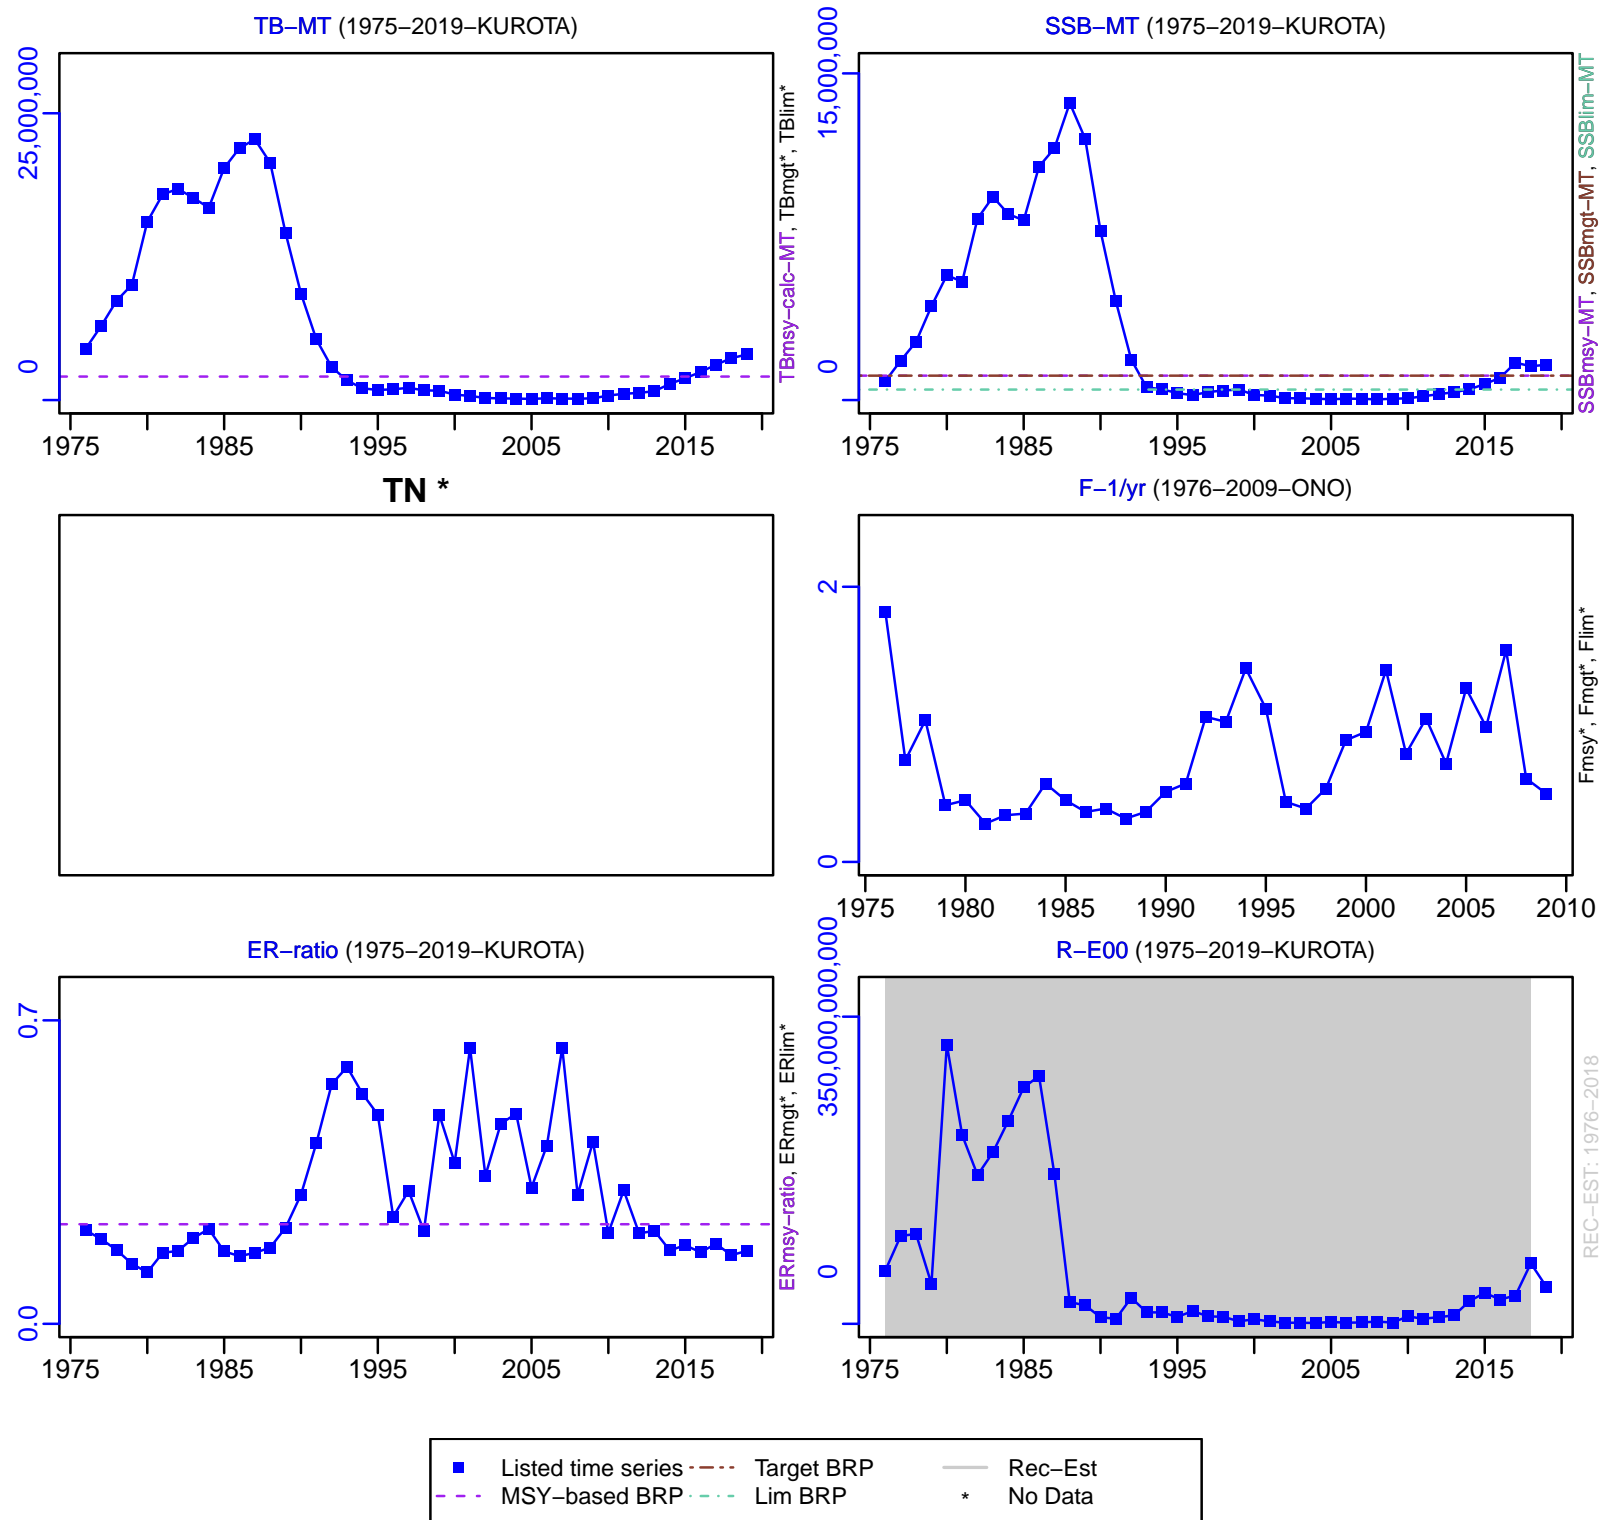 TB−MT (1975−2019−KUROTA)
25,000,000
0
1975 1985 1995 2005 2015
TBmsy−calc−MT, TBmgt*, TBlim*
SSB−MT (1975−2019−KUROTA)
15,000,000
0
1975 1985 1995 2005 2015
SSBmsy−MT, SSBmgt−MT, SSBlim−MT
TN *
F−1/yr (1976−2009−ONO)
2
0
1975 1980 1985 1990 1995 2000 2005 2010
Fmsy*, Fmgt*, Flim*
ER−ratio (1975−2019−KUROTA)
0.7
0.0
1975 1985 1995 2005 2015
ERmsy−ratio, ERmgt*, ERlim*
R−E00 (1975−2019−KUROTA)
350,000,000,000
0
1975 1985 1995 2005 2015
REC−EST: 1976−2018
Listed time series Target BRP Rec−Est
MSY−based BRP Lim BRP * No Data